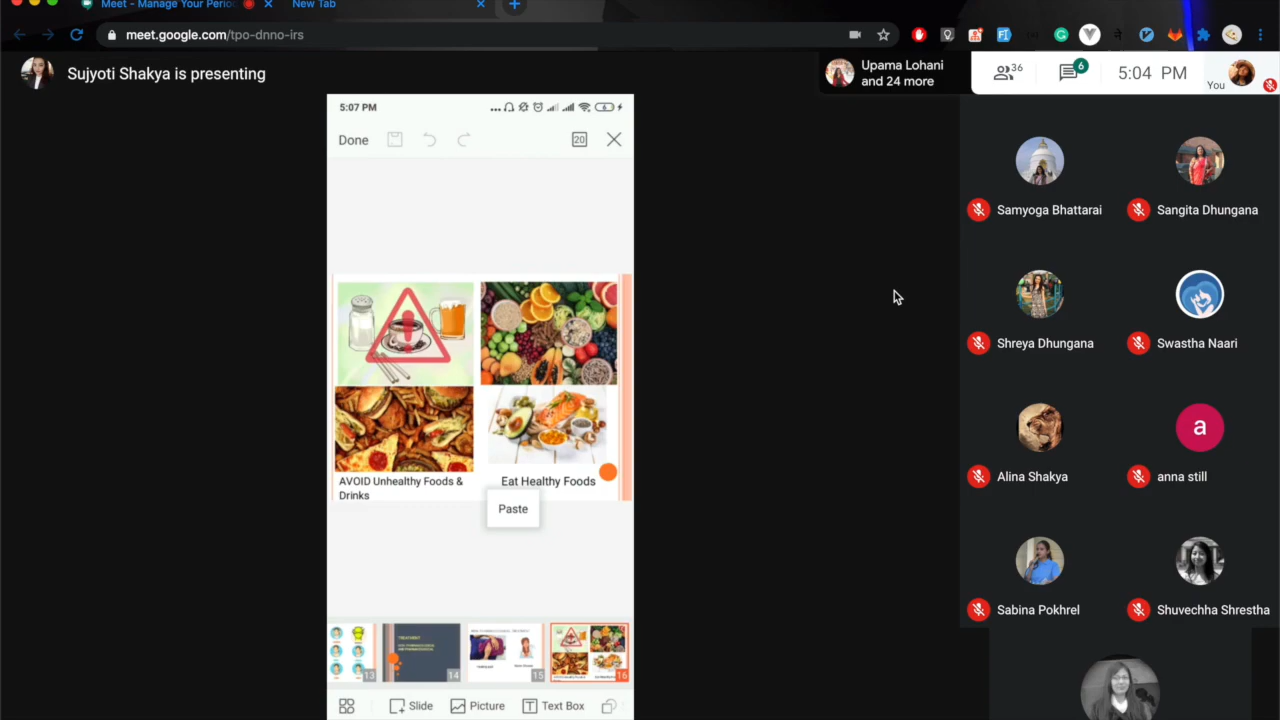 Meet - Manage Your Perio
New Tab
meet.google.com/tpo-dnno-irs
Sujyoti Shakya is presenting
Upama Lohani
and 24 more
36
6
5:04 PM
You
5:07 PM
6
Done
20
AVOID Unhealthy Foods &
Drinks
Eat Healthy Foods
Paste
TREATMENT
13
14
15
16
Slide
Picture
Text Box
Samyoga Bhattarai
Sangita Dhungana
Shreya Dhungana
Swastha Naari
Alina Shakya
a
anna still
Sabina Pokhrel
Shuvechha Shrestha